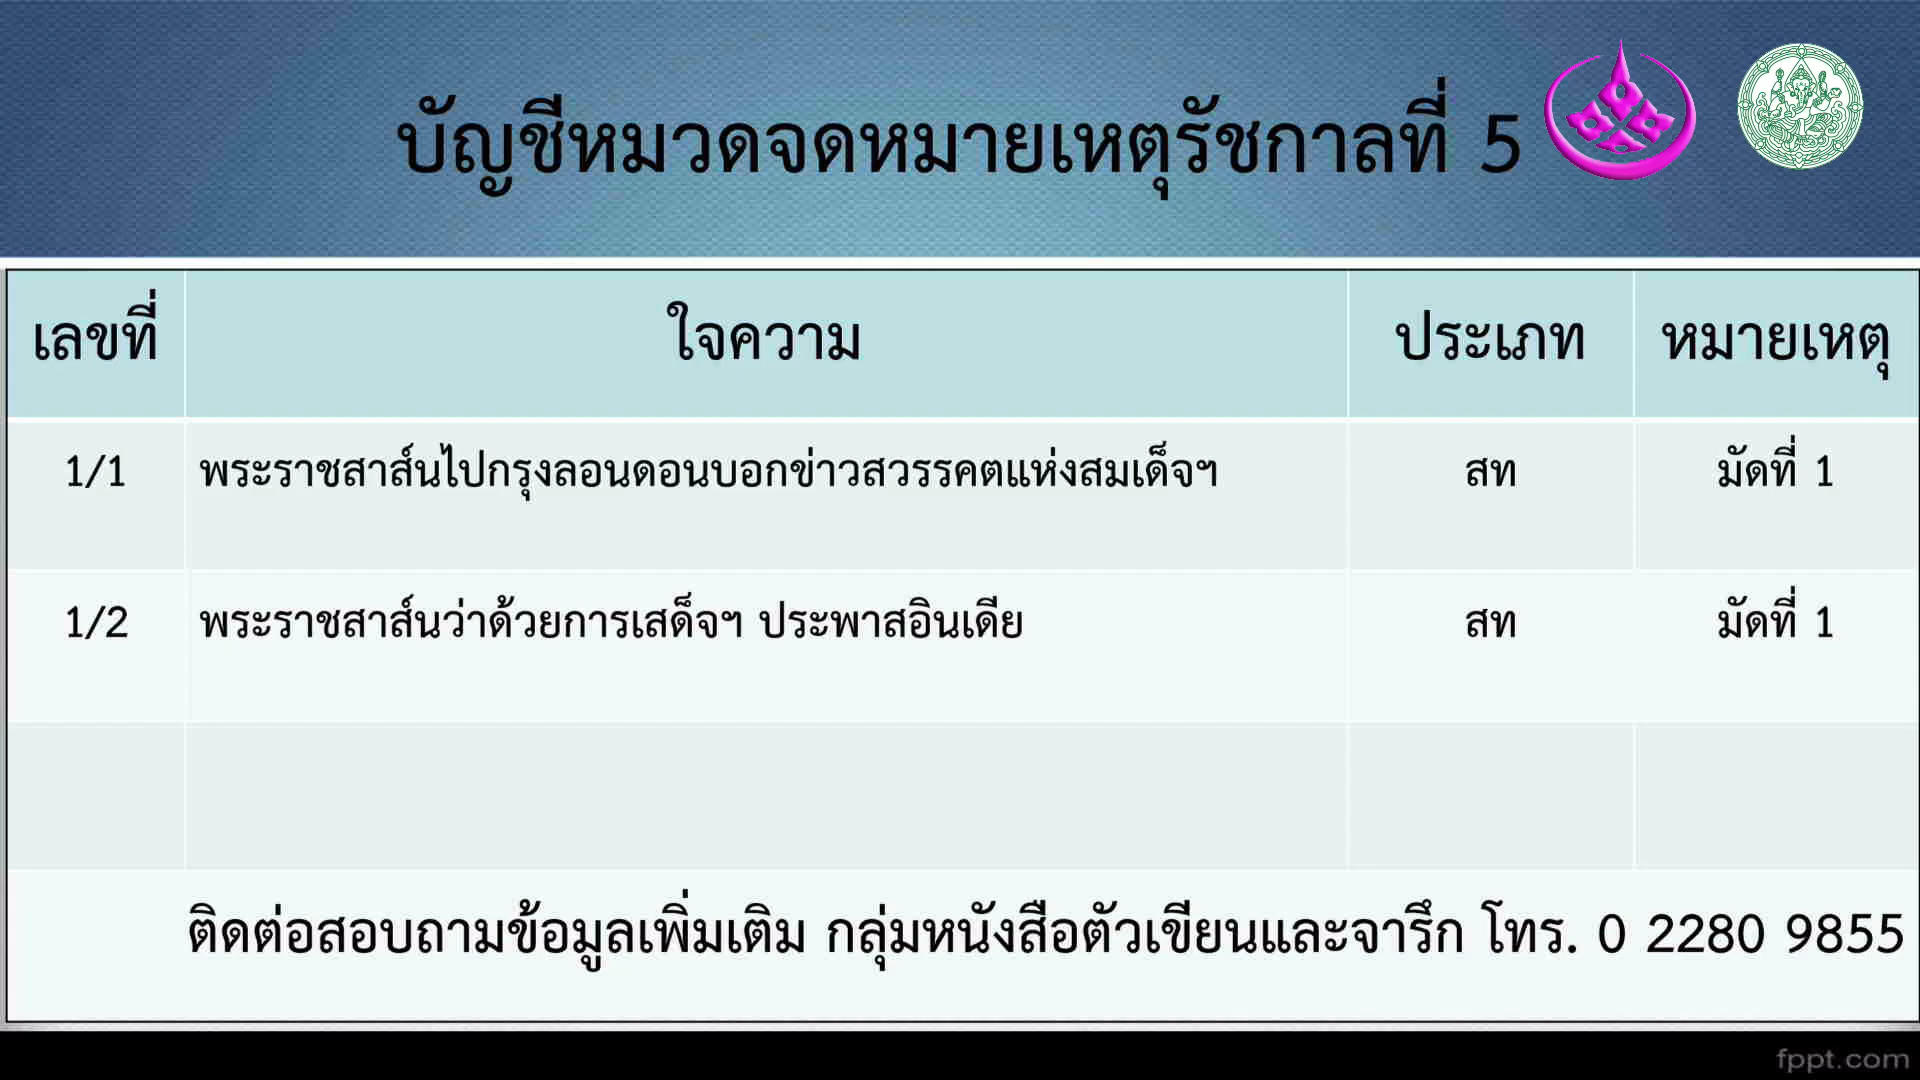 บัญชีหมวดจดหมายเหตุรัชกาลที่ 5
เลขที่ ใจความ ประเภท หมายเหตุ
1/1 พระราชสาส์นไปกรุงลอนดอนบอกข่าวสวรรคตแห่งสมเด็จฯ สท มัดที่ 1
1/2 พระราชสาส์นว่าด้วยการเสด็จฯ ประพาสอินเดีย สท มัดที่ 1
ติดต่อสอบถามข้อมูลเพิ่มเติม กลุ่มหนังสือตัวเขียนและจารึก โทร. 0 2280 9855
fppt.com